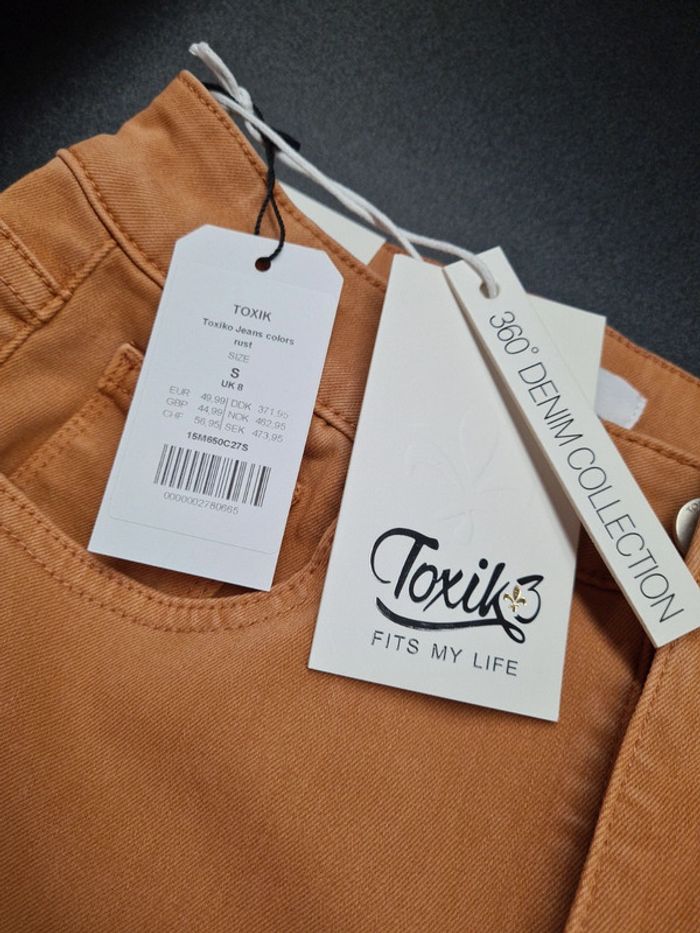 TOXIK
Toxiko Jeans colors
rust
SIZE
S
UK 8
EUR 49,99 DDK 371,95
GBP 44,99 NOK 462,95
CHF 56,95 SEK 473,95
15M650C27S
0000002780665
360° DENIM COLLECTION
Toxik3
FITS MY LIFE